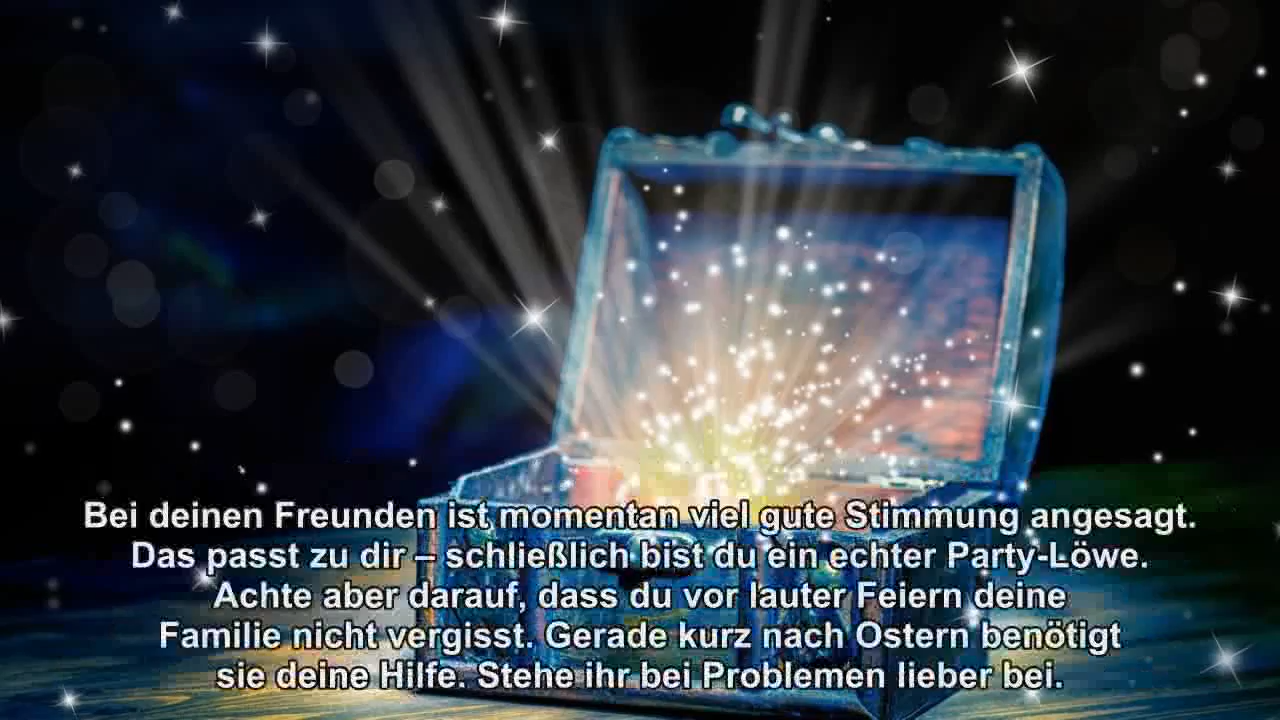 Bei deinen Freunden ist momentan viel gute Stimmung angesagt.
Das passt zu dir – schließlich bist du ein echter Party-Löwe.
Achte aber darauf, dass du vor lauter Feiern deine
Familie nicht vergisst. Gerade kurz nach Ostern benötigt
sie deine Hilfe. Stehe ihr bei Problemen lieber bei.